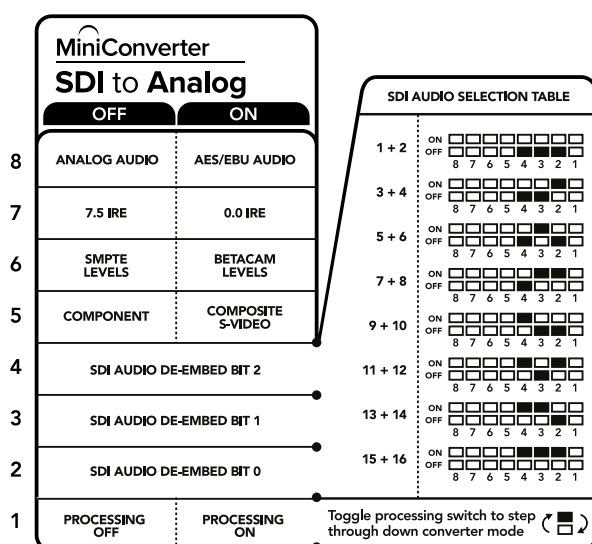 MiniConverter
SDI to Analog
OFF ON
8 ANALOG AUDIO AES/EBU AUDIO
7 7.5 IRE 0.0 IRE
6 SMPTE LEVELS BETACAM LEVELS
5 COMPONENT COMPOSITE S-VIDEO
4 SDI AUDIO DE-EMBED BIT 2
3 SDI AUDIO DE-EMBED BIT 1
2 SDI AUDIO DE-EMBED BIT 0
1 PROCESSING OFF PROCESSING ON
SDI AUDIO SELECTION TABLE
1 + 2
ON
OFF
8 7 6 5 4 3 2 1
3 + 4
ON
OFF
8 7 6 5 4 3 2 1
5 + 6
ON
OFF
8 7 6 5 4 3 2 1
7 + 8
ON
OFF
8 7 6 5 4 3 2 1
9 + 10
ON
OFF
8 7 6 5 4 3 2 1
11 + 12
ON
OFF
8 7 6 5 4 3 2 1
13 + 14
ON
OFF
8 7 6 5 4 3 2 1
15 + 16
ON
OFF
8 7 6 5 4 3 2 1
Toggle processing switch to step
through down converter mode